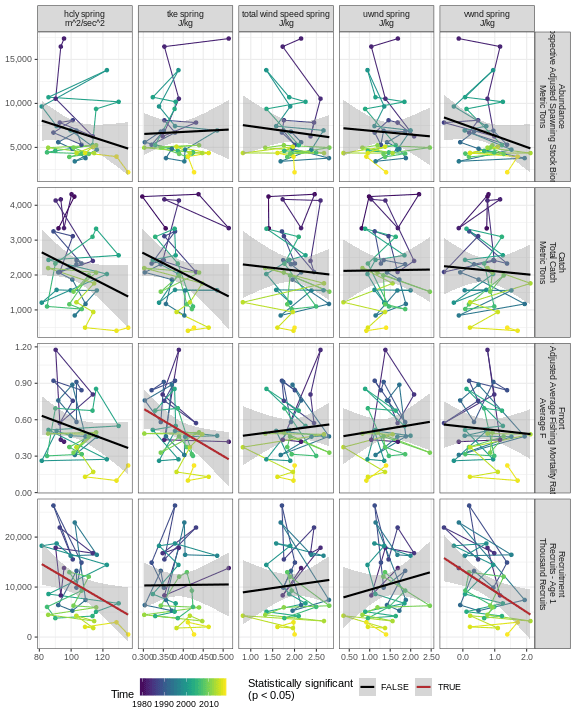 hcly spring
m^2/sec^2
tke spring
J/kg
total wind speed spring
J/kg
uwnd spring
J/kg
vwnd spring
J/kg
15,000
10,000
5,000
Abundance
Adjusted Spawning Stock
Metric Tons
4,000
3,000
2,000
1,000
Catch
Total Catch
Metric Tons
1.20
0.90
0.60
0.30
0.00
Fmort
Adjusted Average Fishing Mortality
Average F
20,000
10,000
0
Recruitment
Recruits - Age 1
Thousand Recruits
80 100 120
0.300 0.350 0.400 0.450 0.500
1.00 1.50 2.00 2.50
0.50 1.00 1.50 2.00 2.50
0.0 1.0 2.0
Time
1980 1990 2000 2010
Statistically significant
(p < 0.05)
FALSE
TRUE